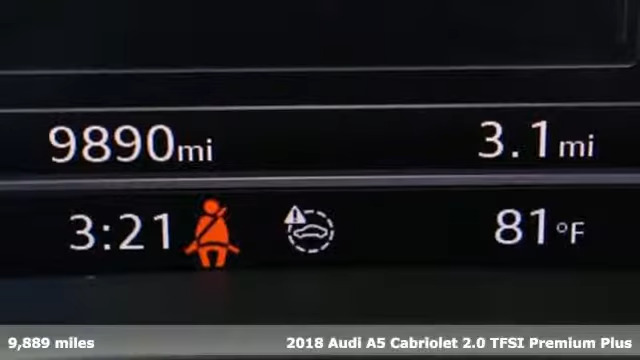 9890mi 3.1mi
3:21 81°F
9,889 miles 2018 Audi A5 Cabriolet 2.0 TFSI Premium Plus